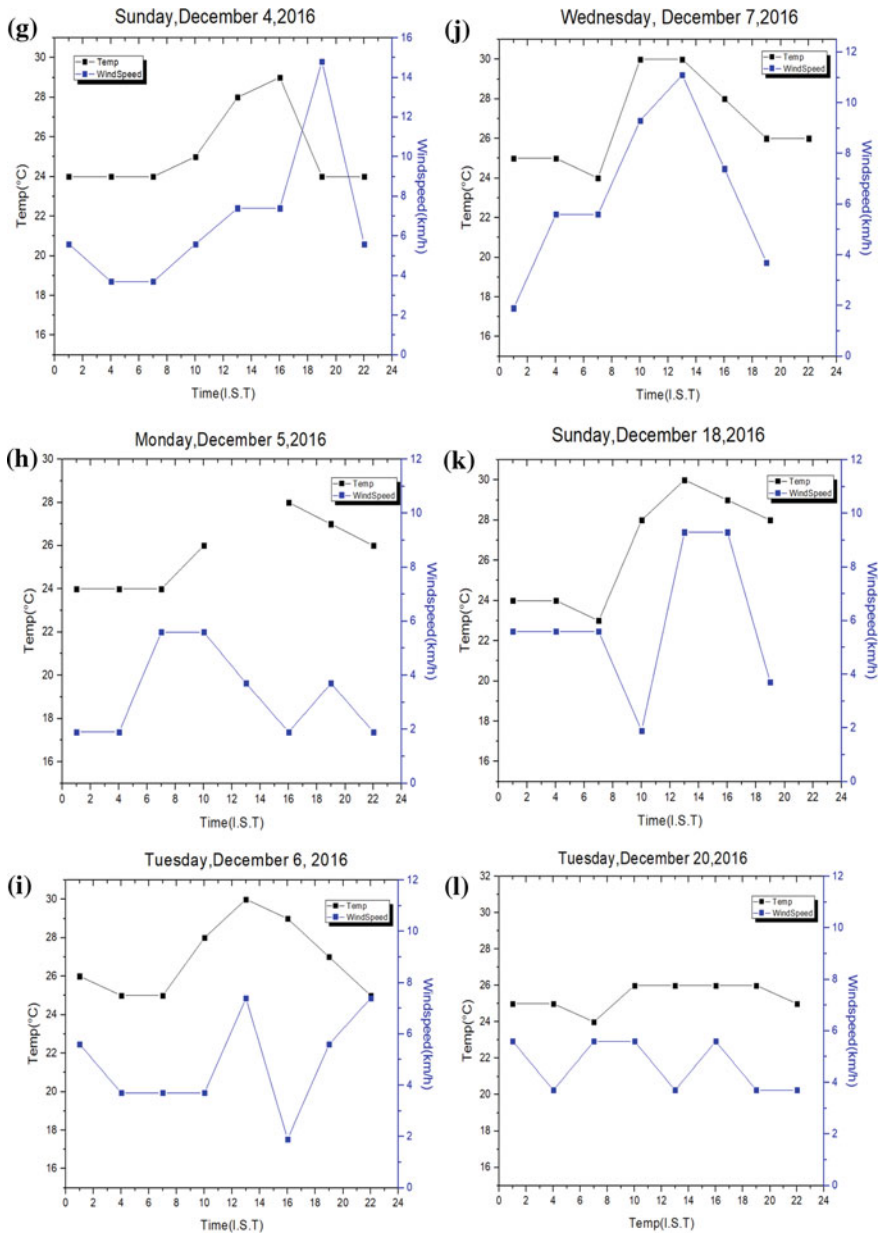 (g)
Sunday,December 4,2016
Temp
WindSpeed
Temp(°C)
30
28
26
24
22
20
18
16
Windspeed(km/h)
16
14
12
10
8
6
4
2
0
0 2 4 6 8 10 12 14 16 18 20 22 24
Time(I.S.T)
(j)
Wednesday, December 7,2016
Temp
WindSpeed
Temp(°C)
30
28
26
24
22
20
18
16
Windspeed(km/h)
12
10
8
6
4
2
0
0 2 4 6 8 10 12 14 16 18 20 22 24
Time(I.S.T)
(h)
Monday,December 5,2016
Temp
WindSpeed
Temp(°C)
30
28
26
24
22
20
18
16
Windspeed(km/h)
12
10
8
6
4
2
0
0 2 4 6 8 10 12 14 16 18 20 22 24
Time(I.S.T)
(k)
Sunday,December 18,2016
Temp
WindSpeed
Temp(°C)
30
28
26
24
22
20
18
16
Windspeed(km/h)
12
10
8
6
4
2
0
0 2 4 6 8 10 12 14 16 18 20 22 24
Time(I.S.T)
(i)
Tuesday,December 6, 2016
Temp
WindSpeed
Temp(°C)
30
28
26
24
22
20
18
16
Windspeed(km/h)
12
10
8
6
4
2
0
0 2 4 6 8 10 12 14 16 18 20 22 24
Time(I.S.T)
(l)
Tuesday,December 20,2016
Temp
WindSpeed
Temp(°C)
32
30
28
26
24
22
20
18
16
Windspeed(km/h)
12
10
8
6
4
2
0
0 2 4 6 8 10 12 14 16 18 20 22 24
Temp(I.S.T)